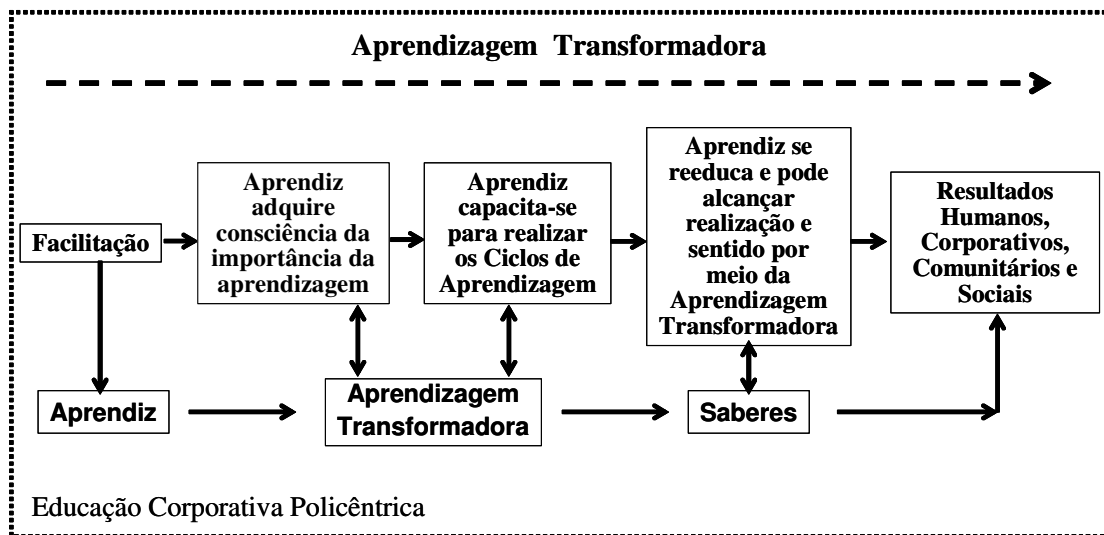 Aprendizagem Transformadora
Facilitação
Aprendiz
adquire
consciência da
importância da
aprendizagem
Aprendiz
capacita-se
para realizar
os Ciclos de
Aprendizagem
Aprendiz se
reeduca e pode
alcançar
realização e
sentido por
meio da
Aprendizagem
Transformadora
Resultados
Humanos,
Corporativos,
Comunitários e
Sociais
Aprendiz
Aprendizagem
Transformadora
Saberes
Educação Corporativa Policêntrica